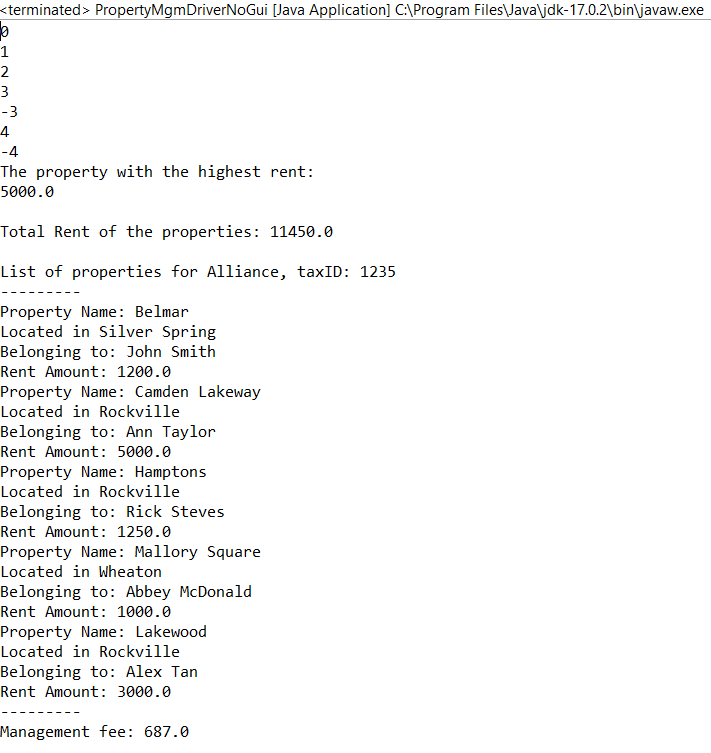 <terminated> PropertyMgmDriverNoGui [Java Application] C:\Program Files\Java\jdk-17.0.2\bin\javaw.exe
0
1
2
3
-3
4
-4
The property with the highest rent:
5000.0
Total Rent of the properties: 11450.0
List of properties for Alliance, taxID: 1235
---------
Property Name: Belmar
Located in Silver Spring
Belonging to: John Smith
Rent Amount: 1200.0
Property Name: Camden Lakeway
Located in Rockville
Belonging to: Ann Taylor
Rent Amount: 5000.0
Property Name: Hamptons
Located in Rockville
Belonging to: Rick Steves
Rent Amount: 1250.0
Property Name: Mallory Square
Located in Wheaton
Belonging to: Abbey McDonald
Rent Amount: 1000.0
Property Name: Lakewood
Located in Rockville
Belonging to: Alex Tan
Rent Amount: 3000.0
---------
Management fee: 687.0